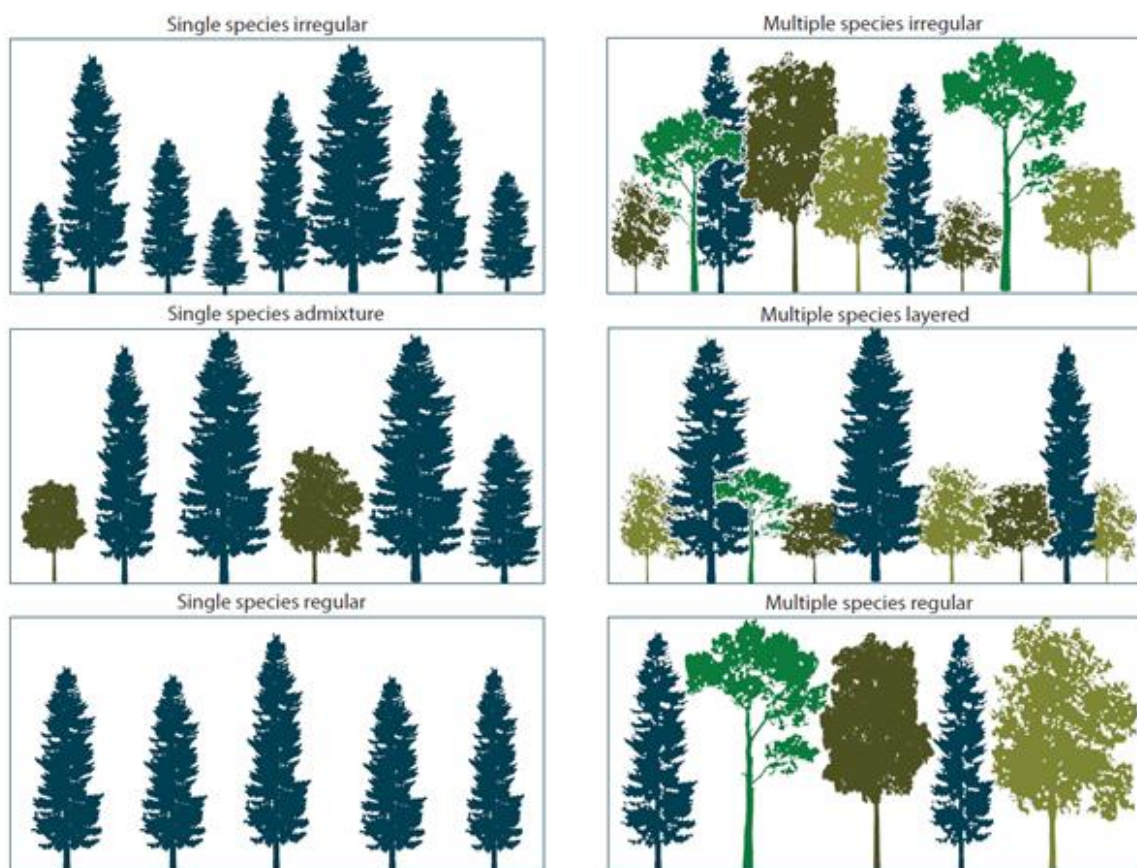 Single species irregular
Multiple species irregular
Single species admixture
Multiple species layered
Single species regular
Multiple species regular